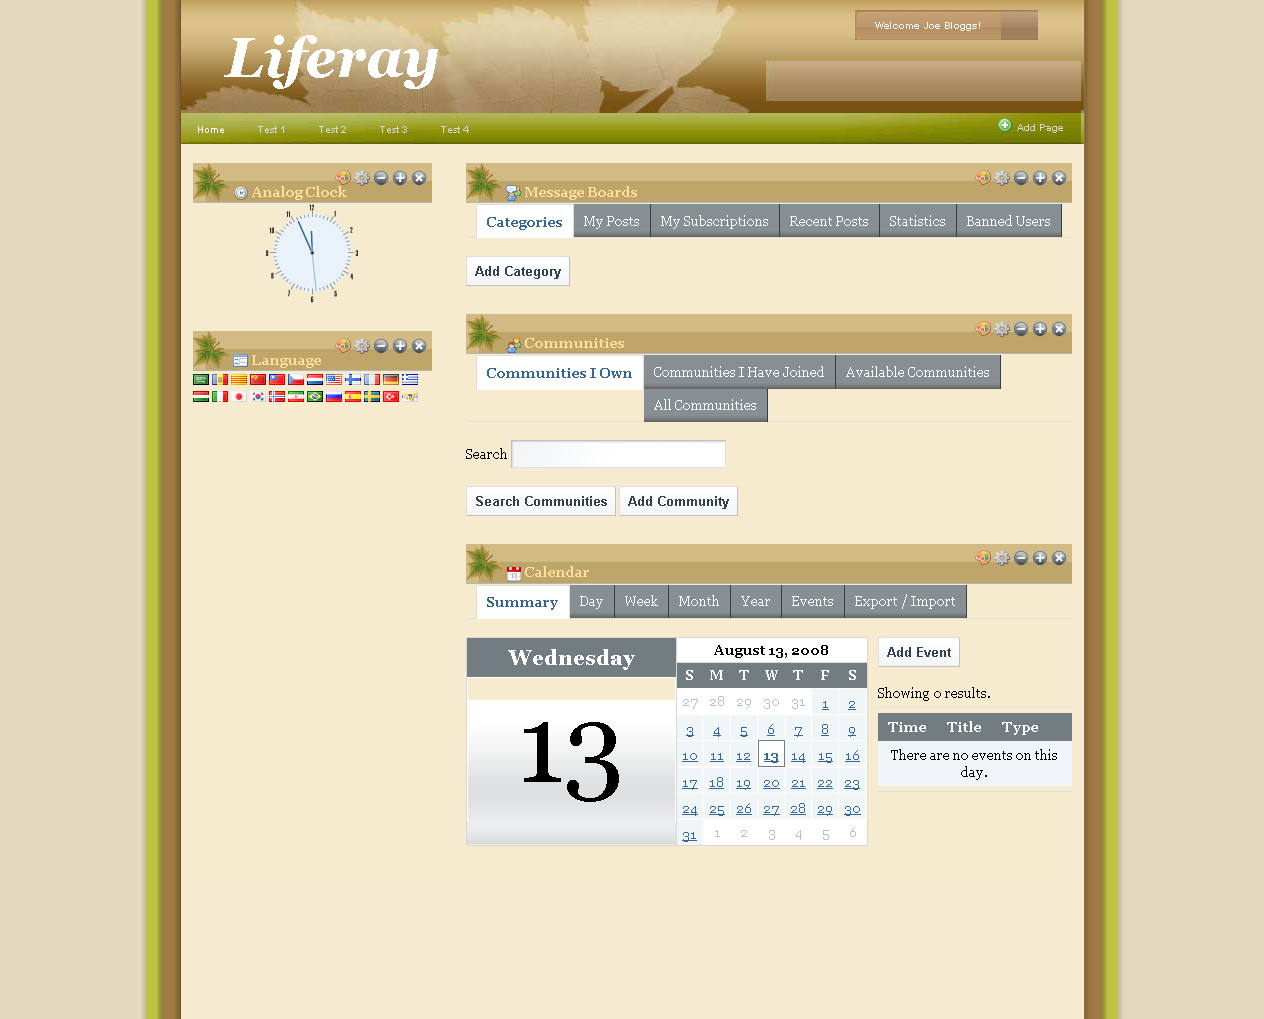 Liferay
Welcome Joe Bloggs!
Home Test 1 Test 2 Test 3 Test 4 Add Page
Analog Clock
12
1
2
3
4
5
6
7
8
9
10
11
Language
Message Boards
Categories My Posts My Subscriptions Recent Posts Statistics Banned Users
Add Category
Communities
Communities I Own Communities I Have Joined Available Communities
All Communities
Search
Search Communities Add Community
Calendar
Summary Day Week Month Year Events Export / Import
Wednesday
13
August 13, 2008
S M T W T F S
27 28 29 30 31 1 2
3 4 5 6 7 8 9
10 11 12 13 14 15 16
17 18 19 20 21 22 23
24 25 26 27 28 29 30
31 1 2 3 4 5 6
Add Event
Showing 0 results.
Time Title Type
There are no events on this
day.